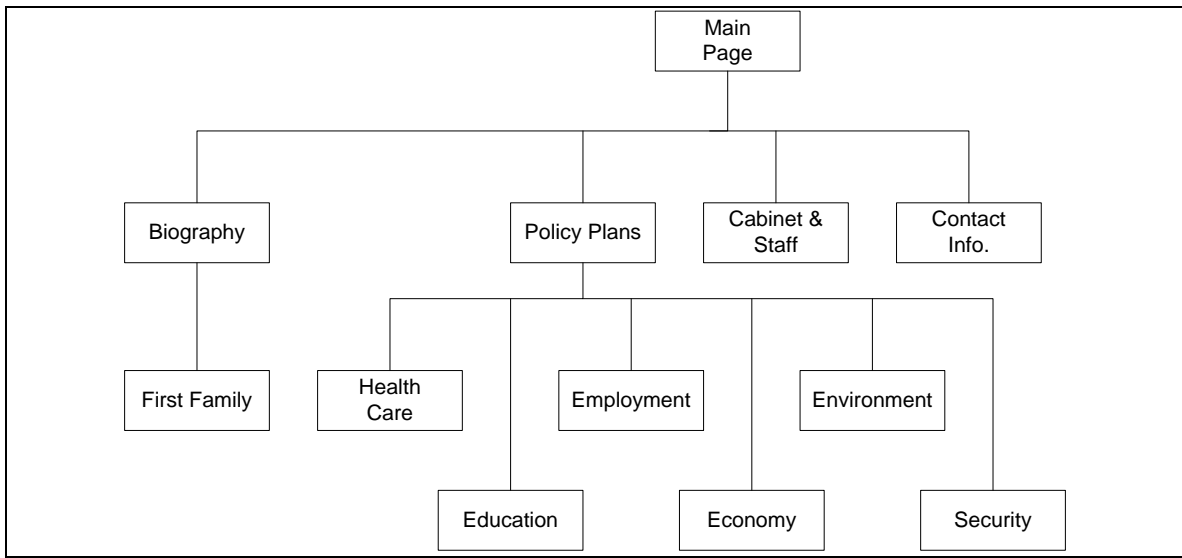 Main
Page
Biography
Policy Plans
Cabinet &
Staff
Contact
Info.
First Family
Health
Care
Employment
Environment
Education
Economy
Security